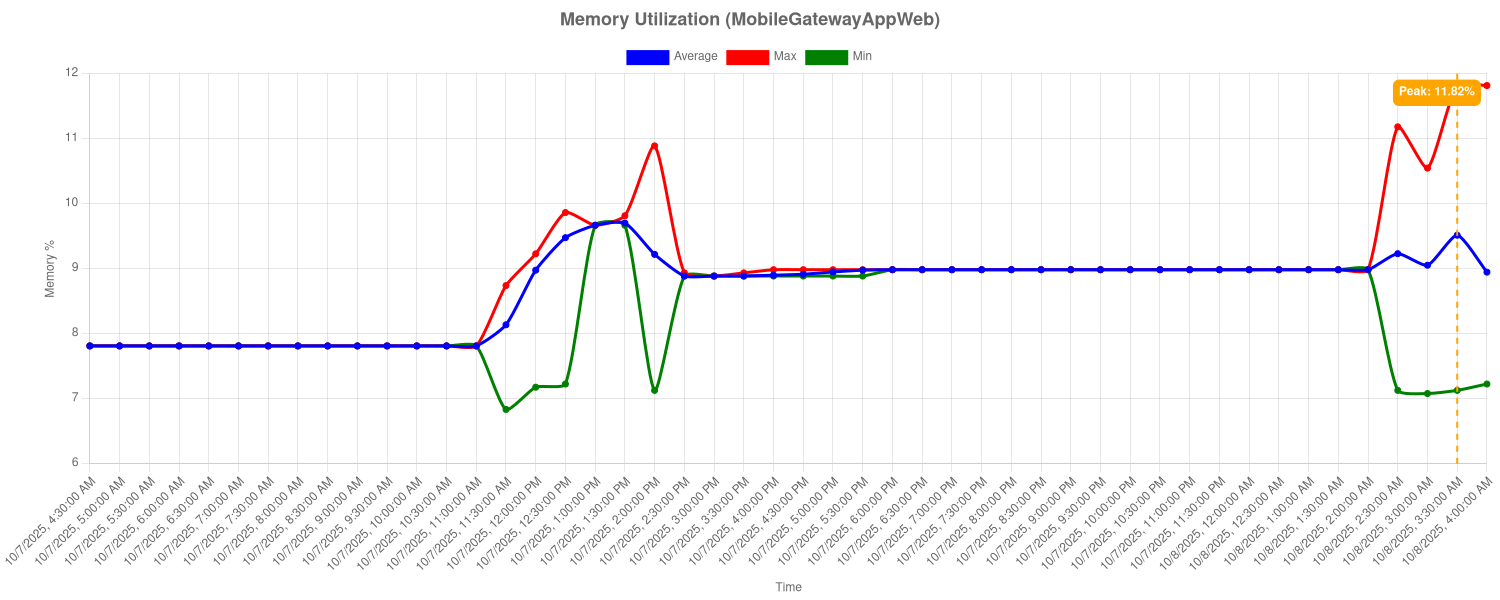 Memory Utilization (MobileGatewayAppWeb)
Average Max Min
Peak: 11.82%
12
11
10
9
8
7
6
Memory %
10/7/2025, 4:30:00 AM
10/7/2025, 5:00:00 AM
10/7/2025, 5:30:00 AM
10/7/2025, 6:00:00 AM
10/7/2025, 6:30:00 AM
10/7/2025, 7:00:00 AM
10/7/2025, 7:30:00 AM
10/7/2025, 8:00:00 AM
10/7/2025, 8:30:00 AM
10/7/2025, 9:00:00 AM
10/7/2025, 9:30:00 AM
10/7/2025, 10:00:00 AM
10/7/2025, 10:30:00 AM
10/7/2025, 11:00:00 AM
10/7/2025, 11:30:00 AM
10/7/2025, 12:00:00 PM
10/7/2025, 12:30:00 PM
10/7/2025, 1:00:00 PM
10/7/2025, 1:30:00 PM
10/7/2025, 2:00:00 PM
10/7/2025, 2:30:00 PM
10/7/2025, 3:00:00 PM
10/7/2025, 3:30:00 PM
10/7/2025, 4:00:00 PM
10/7/2025, 4:30:00 PM
10/7/2025, 5:00:00 PM
10/7/2025, 5:30:00 PM
10/7/2025, 6:00:00 PM
10/7/2025, 6:30:00 PM
10/7/2025, 7:00:00 PM
10/7/2025, 7:30:00 PM
10/7/2025, 8:00:00 PM
10/7/2025, 8:30:00 PM
10/7/2025, 9:00:00 PM
10/7/2025, 9:30:00 PM
10/7/2025, 10:00:00 PM
10/7/2025, 10:30:00 PM
10/7/2025, 11:00:00 PM
10/7/2025, 11:30:00 PM
10/8/2025, 12:00:00 AM
10/8/2025, 12:30:00 AM
10/8/2025, 1:00:00 AM
10/8/2025, 1:30:00 AM
10/8/2025, 2:00:00 AM
10/8/2025, 2:30:00 AM
10/8/2025, 3:00:00 AM
10/8/2025, 3:30:00 AM
10/8/2025, 4:00:00 AM
Time